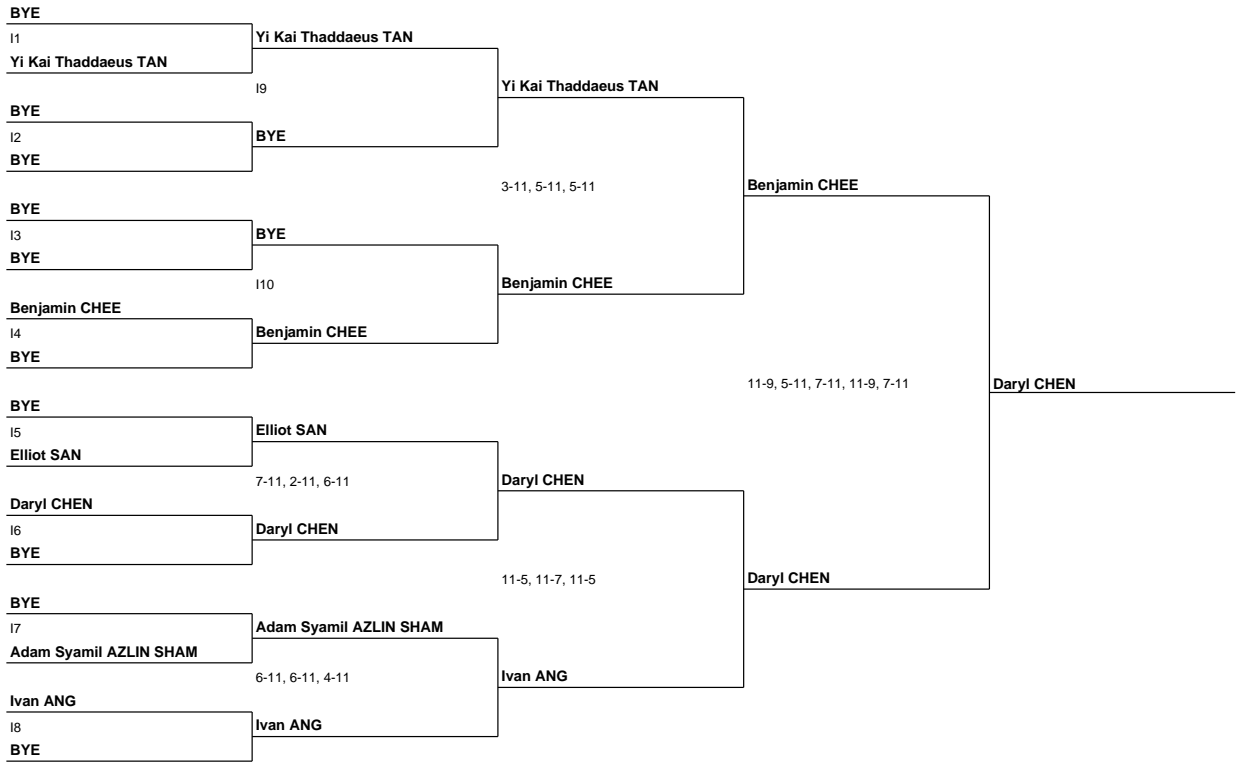 BYE
I1
Yi Kai Thaddaeus TAN
BYE
I2
BYE
BYE
I3
BYE
Benjamin CHEE
I4
BYE
BYE
I5
Elliot SAN
Daryl CHEN
I6
BYE
BYE
I7
Adam Syamil AZLIN SHAM
Ivan ANG
I8
BYE
Yi Kai Thaddaeus TAN
I9
BYE
BYE
I10
Benjamin CHEE
Elliot SAN
7-11, 2-11, 6-11
Daryl CHEN
Adam Syamil AZLIN SHAM
6-11, 6-11, 4-11
Ivan ANG
Yi Kai Thaddaeus TAN
3-11, 5-11, 5-11
Benjamin CHEE
Daryl CHEN
11-5, 11-7, 11-5
Ivan ANG
Benjamin CHEE
11-9, 5-11, 7-11, 11-9, 7-11
Daryl CHEN
Daryl CHEN